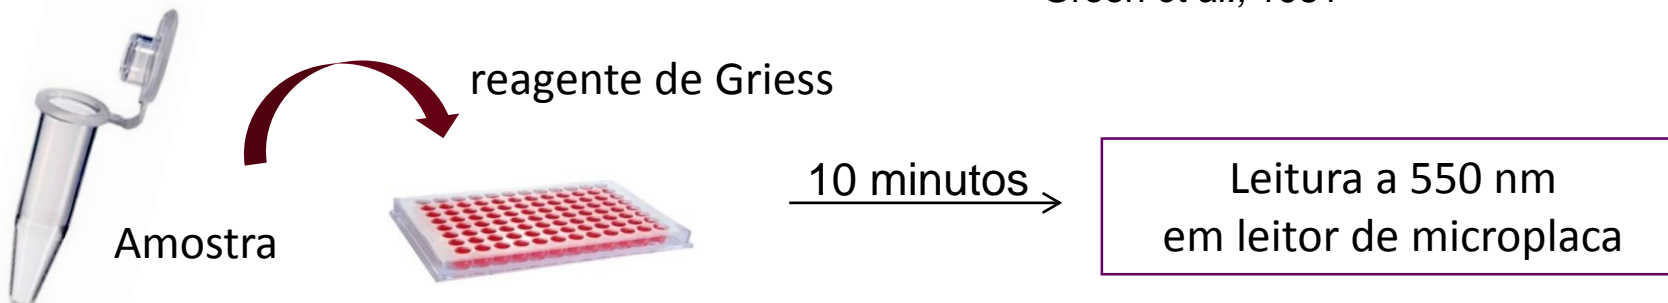 reagente de Griess
10 minutos
Amostra
Leitura a 550 nm
em leitor de microplaca